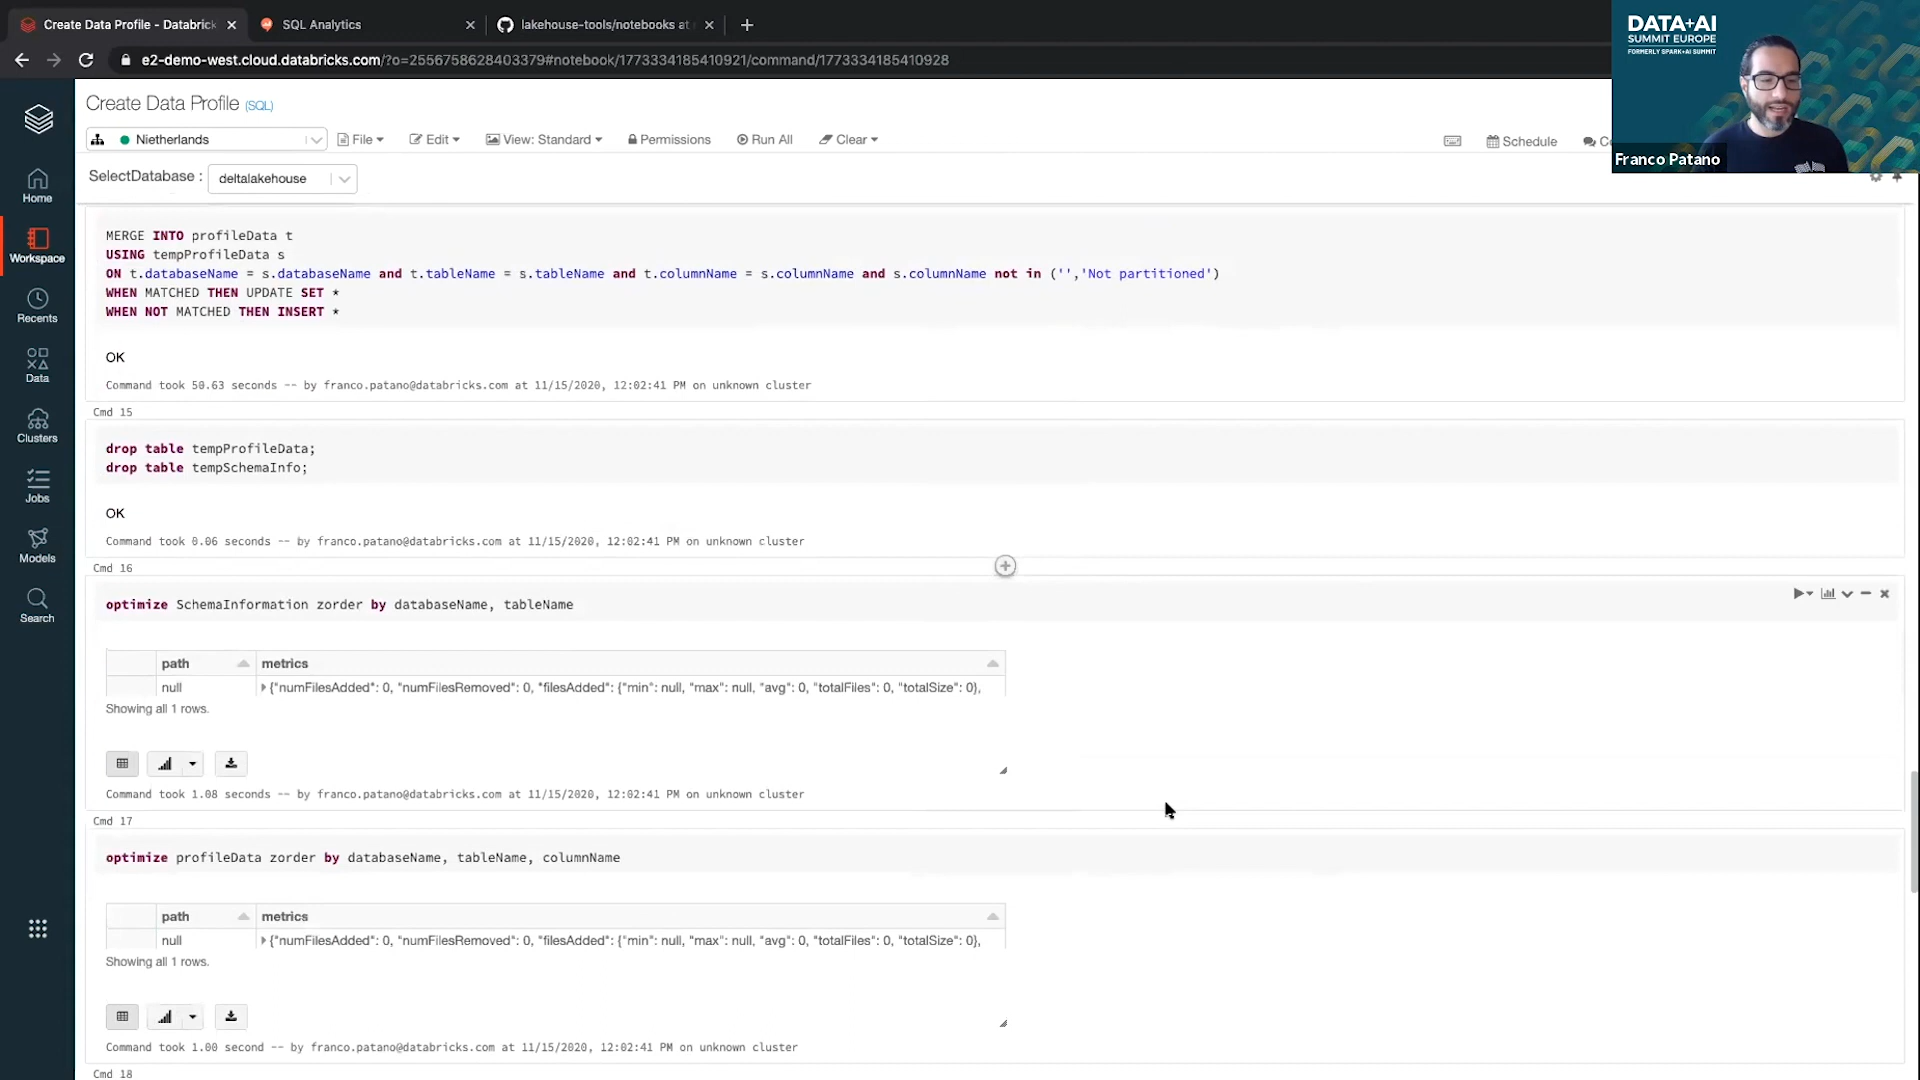 Create Data Profile - Databrick
SQL Analytics
lakehouse-tools/notebooks at
DATA+AI
SUMMIT EUROPE
FORMERLY SPARK+AI SUMMIT
e2-demo-west.cloud.databricks.com/?o=2556758628403379#notebook/1773334185410921/command/1773334185410928
Create Data Profile (SQL)
Nietherlands
File
Edit
View: Standard
Permissions
Run All
Clear
Schedule
Co
Franco Patano
SelectDatabase :
deltalakehouse
Home
Workspace
Recents
Data
Clusters
Jobs
Models
Search
MERGE INTO profileData t
USING tempProfileData s
ON t.databaseName = s.databaseName and t.tableName = s.tableName and t.columnName = s.columnName and s.columnName not in ('','Not partitioned')
WHEN MATCHED THEN UPDATE SET *
WHEN NOT MATCHED THEN INSERT *
OK
Command took 50.63 seconds -- by franco.patano@databricks.com at 11/15/2020, 12:02:41 PM on unknown cluster
Cmd 15
drop table tempProfileData;
drop table tempSchemaInfo;
OK
Command took 0.06 seconds -- by franco.patano@databricks.com at 11/15/2020, 12:02:41 PM on unknown cluster
Cmd 16
optimize SchemaInformation zorder by databaseName, tableName
path
metrics
null
{"numFilesAdded": 0, "numFilesRemoved": 0, "filesAdded": {"min": null, "max": null, "avg": 0, "totalFiles": 0, "totalSize": 0},
Showing all 1 rows.
Command took 1.08 seconds -- by franco.patano@databricks.com at 11/15/2020, 12:02:41 PM on unknown cluster
Cmd 17
optimize profileData zorder by databaseName, tableName, columnName
path
metrics
null
{"numFilesAdded": 0, "numFilesRemoved": 0, "filesAdded": {"min": null, "max": null, "avg": 0, "totalFiles": 0, "totalSize": 0},
Showing all 1 rows.
Command took 1.00 second -- by franco.patano@databricks.com at 11/15/2020, 12:02:41 PM on unknown cluster
Cmd 18